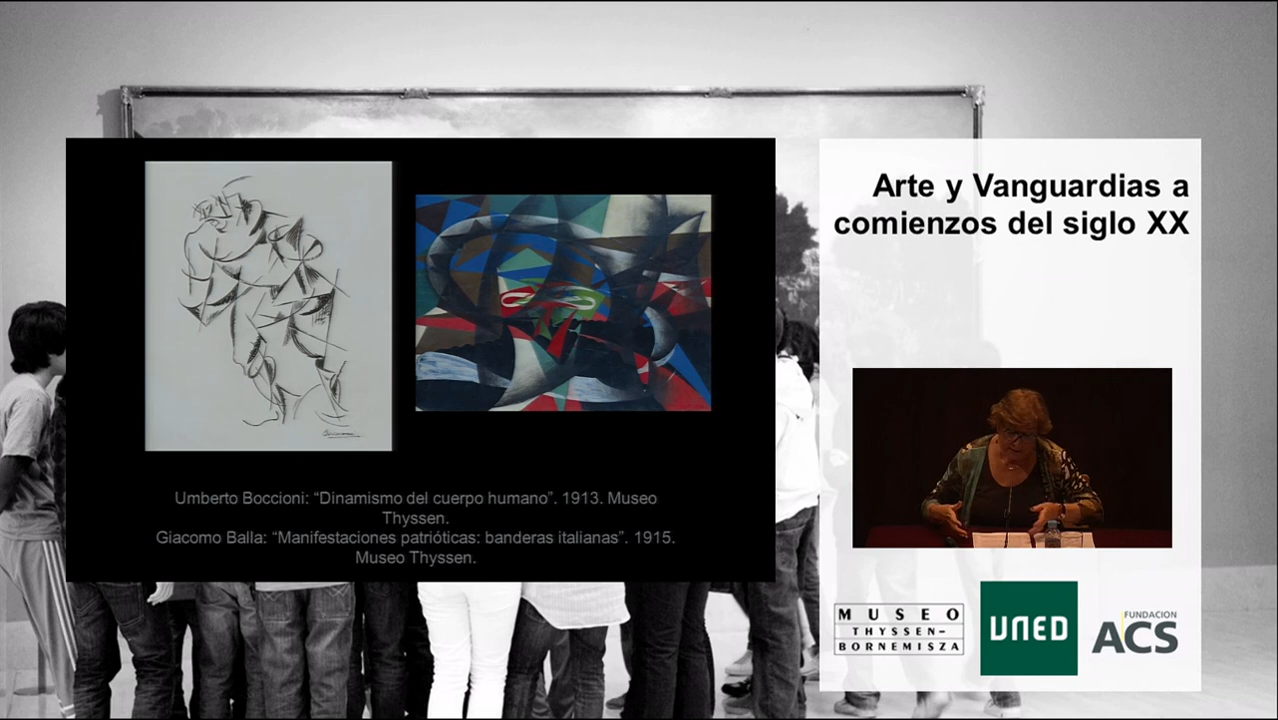 Arte y Vanguardias a
comienzos del siglo XX
Umberto Boccioni: “Dinamismo del cuerpo humano”. 1913. Museo
Thyssen.
Giacomo Balla: “Manifestaciones patrióticas: banderas italianas”. 1915.
Museo Thyssen.
MUSEO
THYSSEN-
BORNEMISZA
UNED
FUNDACION
ACS